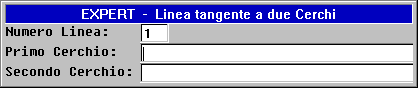 EXPERT - Linea tangente a due Cerchi
Numero Linea: 1
Primo Cerchio:
Secondo Cerchio: